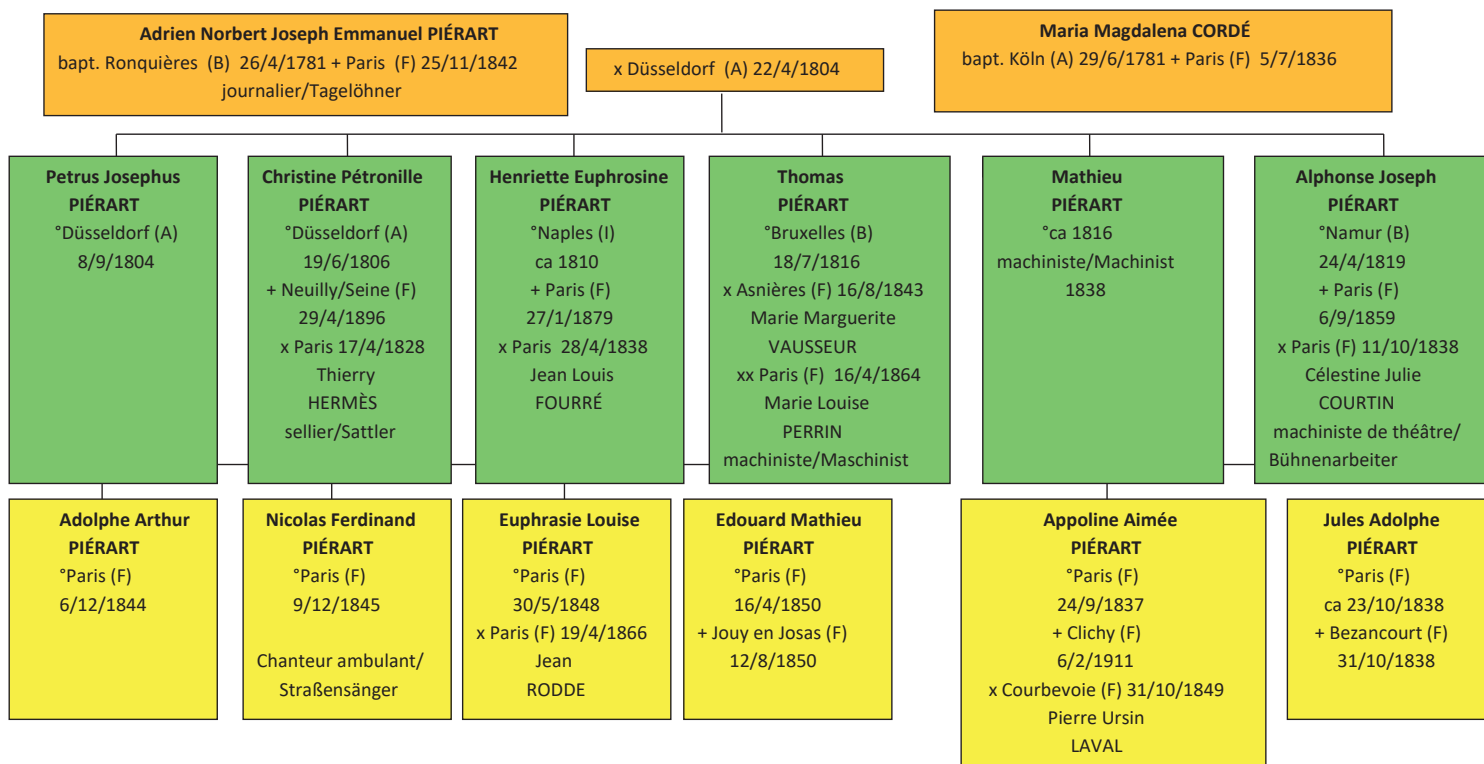 Adrien Norbert Joseph Emmanuel PIÉRART
bapt. Ronquières (B) 26/4/1781 + Paris (F) 25/11/1842
journalier/Tagelöhner
x Düsseldorf (A) 22/4/1804
Maria Magdalena CORDÉ
bapt. Köln (A) 29/6/1781 + Paris (F) 5/7/1836
Petrus Josephus
PIÉRART
°Düsseldorf (A)
8/9/1804
Christine Pétronille
PIÉRART
°Düsseldorf (A)
19/6/1806
+ Neuilly/Seine (F)
29/4/1896
x Paris 17/4/1828
Thierry
HERMÈS
sellier/Sattler
Henriette Euphrosine
PIÉRART
°Naples (I)
ca 1810
+ Paris (F)
27/1/1879
x Paris 28/4/1838
Jean Louis
FOURRÉ
Thomas
PIÉRART
°Bruxelles (B)
18/7/1816
x Asnières (F) 16/8/1843
Marie Marguerite
VAUSSEUR
xx Paris (F) 16/4/1864
Marie Louise
PERRIN
machiniste/Maschinist
Mathieu
PIÉRART
°ca 1816
machiniste/Machinist
1838
Alphonse Joseph
PIÉRART
°Namur (B)
24/4/1819
+ Paris (F)
6/9/1859
x Paris (F) 11/10/1838
Célestine Julie
COURTIN
machiniste de théâtre/
Bühnenarbeiter
Adolphe Arthur
PIÉRART
°Paris (F)
6/12/1844
Nicolas Ferdinand
PIÉRART
°Paris (F)
9/12/1845
Chanteur ambulant/
Straßensänger
Euphrasie Louise
PIÉRART
°Paris (F)
30/5/1848
x Paris (F) 19/4/1866
Jean
RODDE
Edouard Mathieu
PIÉRART
°Paris (F)
16/4/1850
+ Jouy en Josas (F)
12/8/1850
Appoline Aimée
PIÉRART
°Paris (F)
24/9/1837
+ Clichy (F)
6/2/1911
x Courbevoie (F) 31/10/1849
Pierre Ursin
LAVAL
Jules Adolphe
PIÉRART
°Paris (F)
ca 23/10/1838
+ Bezancourt (F)
31/10/1838